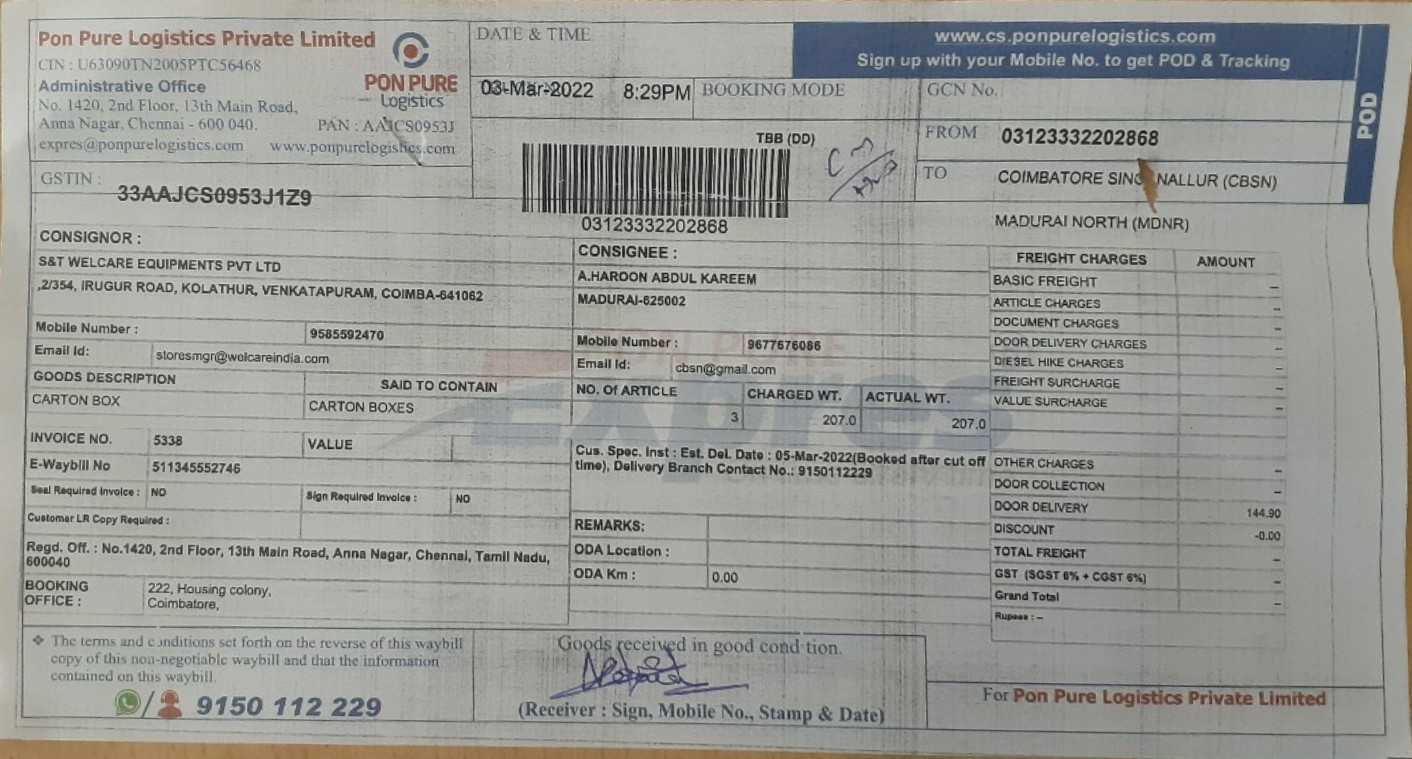 Pon Pure Logistics Private Limited
CIN : U63090TN2005PTC56468
Administrative Office
No. 1420, 2nd Floor, 13th Main Road,
Anna Nagar, Chennai - 600 040.
PAN : AAJCS0953J
expres@ponpurelogistics.com www.ponpurelogistics.com
PON PURE
Logistics
GSTIN :
33AAJCS0953J1Z9
DATE & TIME
03-Mar-2022 8:29PM
BOOKING MODE
TBB (DD)
03123332202868
www.cs.ponpurelogistics.com
Sign up with your Mobile No. to get POD & Tracking
POD
GCN No.
FROM 03123332202868
TO COIMBATORE NALLUR (CBSN)
MADURAI NORTH (MDNR)
CONSIGNOR :
S&T WELCARE EQUIPMENTS PVT LTD
,2/354, IRUGUR ROAD, KOLATHUR, VENKATAPURAM, COIMBA-641062
Mobile Number : 9585592470
Email Id: storesmgr@welcareindia.com
GOODS DESCRIPTION SAID TO CONTAIN
CARTON BOX CARTON BOXES
INVOICE NO. 5338 VALUE
E-Waybill No 511345552746
Seal Required Invoice : NO Sign Required Invoice : NO
Customer LR Copy Required :
Regd. Off. : No.1420, 2nd Floor, 13th Main Road, Anna Nagar, Chennai, Tamil Nadu,
600040
BOOKING OFFICE : 222, Housing colony,
Coimbatore,
CONSIGNEE :
A.HAROON ABDUL KAREEM
MADURAI-625002
Mobile Number : 9677676086
Email Id: cbsn@gmail.com
NO. Of ARTICLE CHARGED WT. ACTUAL WT.
3 207.0 207.0
Cus. Spec. Inst : Est. Del. Date : 05-Mar-2022(Booked after cut off
time), Delivery Branch Contact No.: 9150112229
REMARKS:
ODA Location :
ODA Km : 0.00
FREIGHT CHARGES AMOUNT
BASIC FREIGHT –
ARTICLE CHARGES –
DOCUMENT CHARGES –
DOOR DELIVERY CHARGES –
DIESEL HIKE CHARGES –
FREIGHT SURCHARGE –
VALUE SURCHARGE –
OTHER CHARGES –
DOOR COLLECTION –
DOOR DELIVERY 144.90
DISCOUNT -0.00
TOTAL FREIGHT –
GST (SGST 6% + CGST 6%) –
Grand Total –
Rupees : –
❖ The terms and conditions set forth on the reverse of this waybill
copy of this non-negotiable waybill and that the information
contained on this waybill.
9150 112 229
Goods received in good condition.
(Receiver : Sign, Mobile No., Stamp & Date)
For Pon Pure Logistics Private Limited
PON PURE
EXPRES